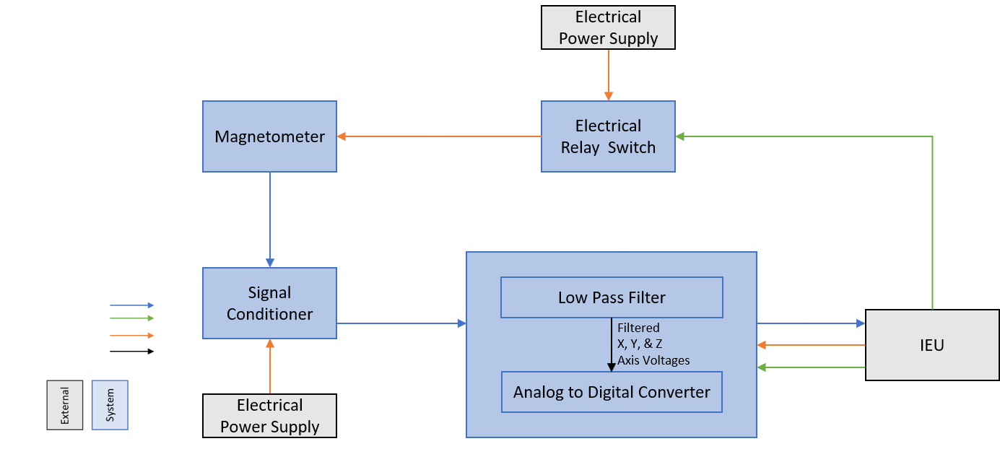 Electrical
Power Supply
Magnetometer
Electrical
Relay  Switch
Signal
Conditioner
Low Pass Filter
Filtered
X, Y, & Z
Axis Voltages
Analog to Digital Converter
IEU
Electrical
Power Supply
External
System